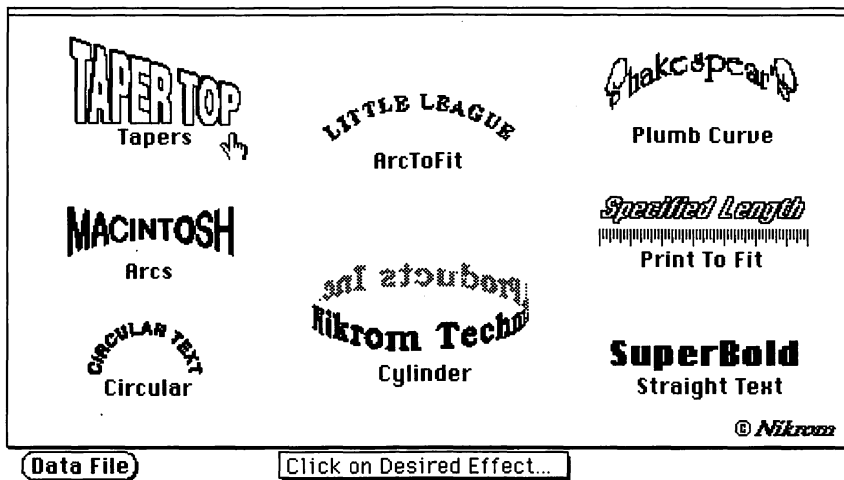 TAPER TOP
Tapers
LITTLE LEAGUE
ArcToFit
Shakespeare
Plumb Curve
MACINTOSH
Arcs
Products Inc
Nikrom Techni
Cylinder
Specified Length
Print To Fit
CIRCULAR TEXT
Circular
SuperBold
Straight Text
© Nikrom
Data File
Click on Desired Effect...